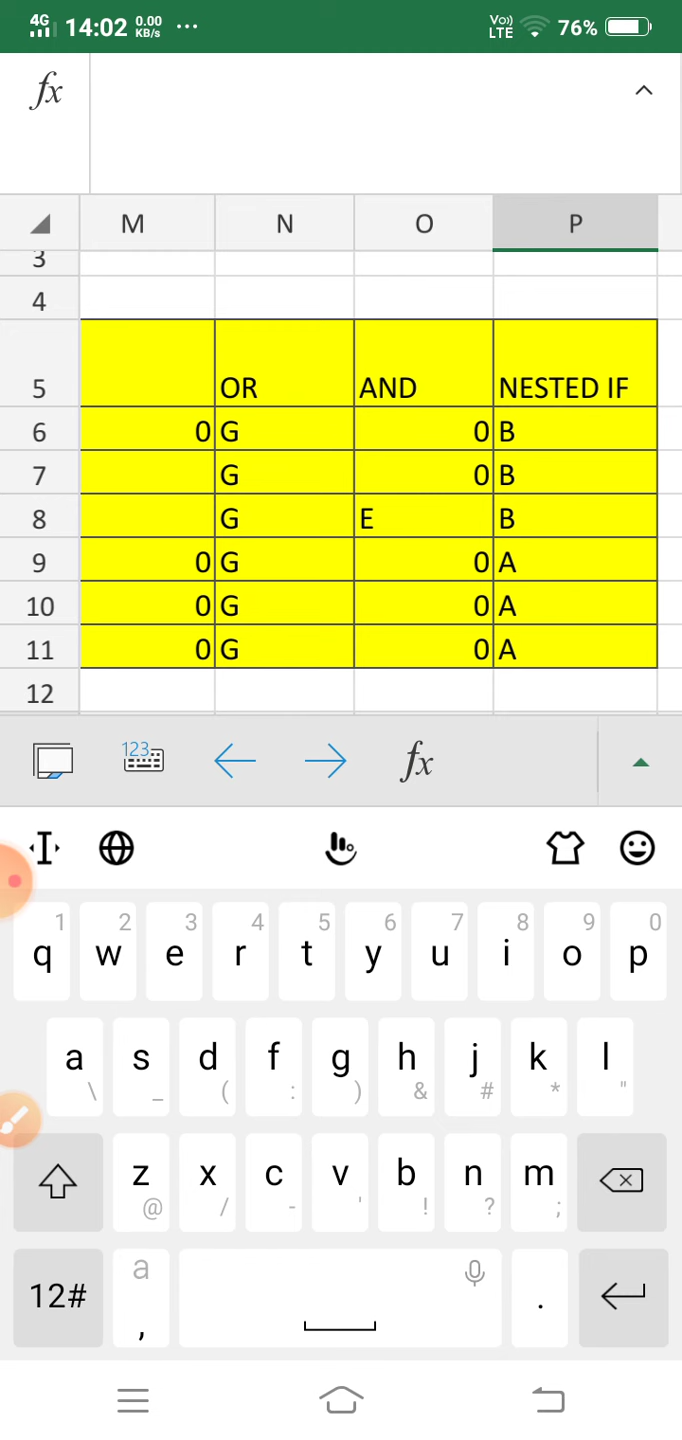 4G 14:02 0.00 KB/s ... Vo)) LTE 76%
fx
M N O P
3
4
5 OR AND NESTED IF
6 0 G 0 B
7 G 0 B
8 G E B
9 0 G 0 A
10 0 G 0 A
11 0 G 0 A
12
123 fx
1 2 3 4 5 6 7 8 9 0
q w e r t y u i o p
a s d f g h j k l
\ _ ( : ) & # * "
z x c v b n m
@ / - ' ! ? ;
12# a , .